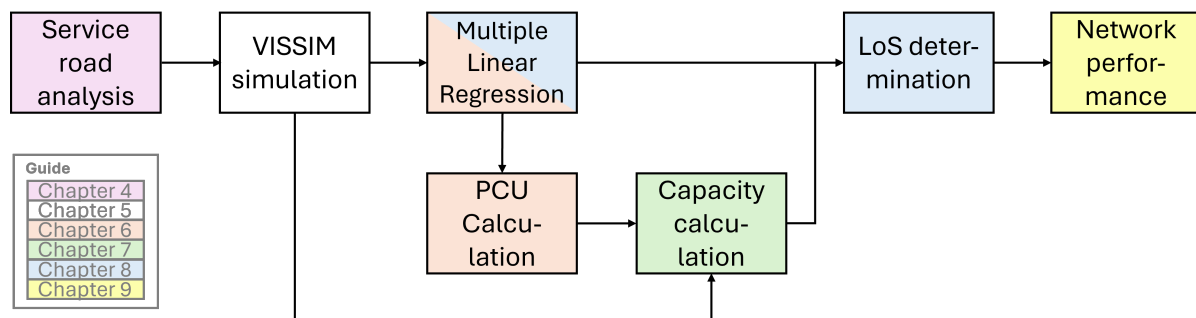 Service
road
analysis
VISSIM
simulation
Multiple
Linear
Regression
LoS deter-
mination
Network
perfor-
mance
PCU
Calcu-
lation
Capacity
calcu-
lation
Guide
Chapter 4
Chapter 5
Chapter 6
Chapter 7
Chapter 8
Chapter 9